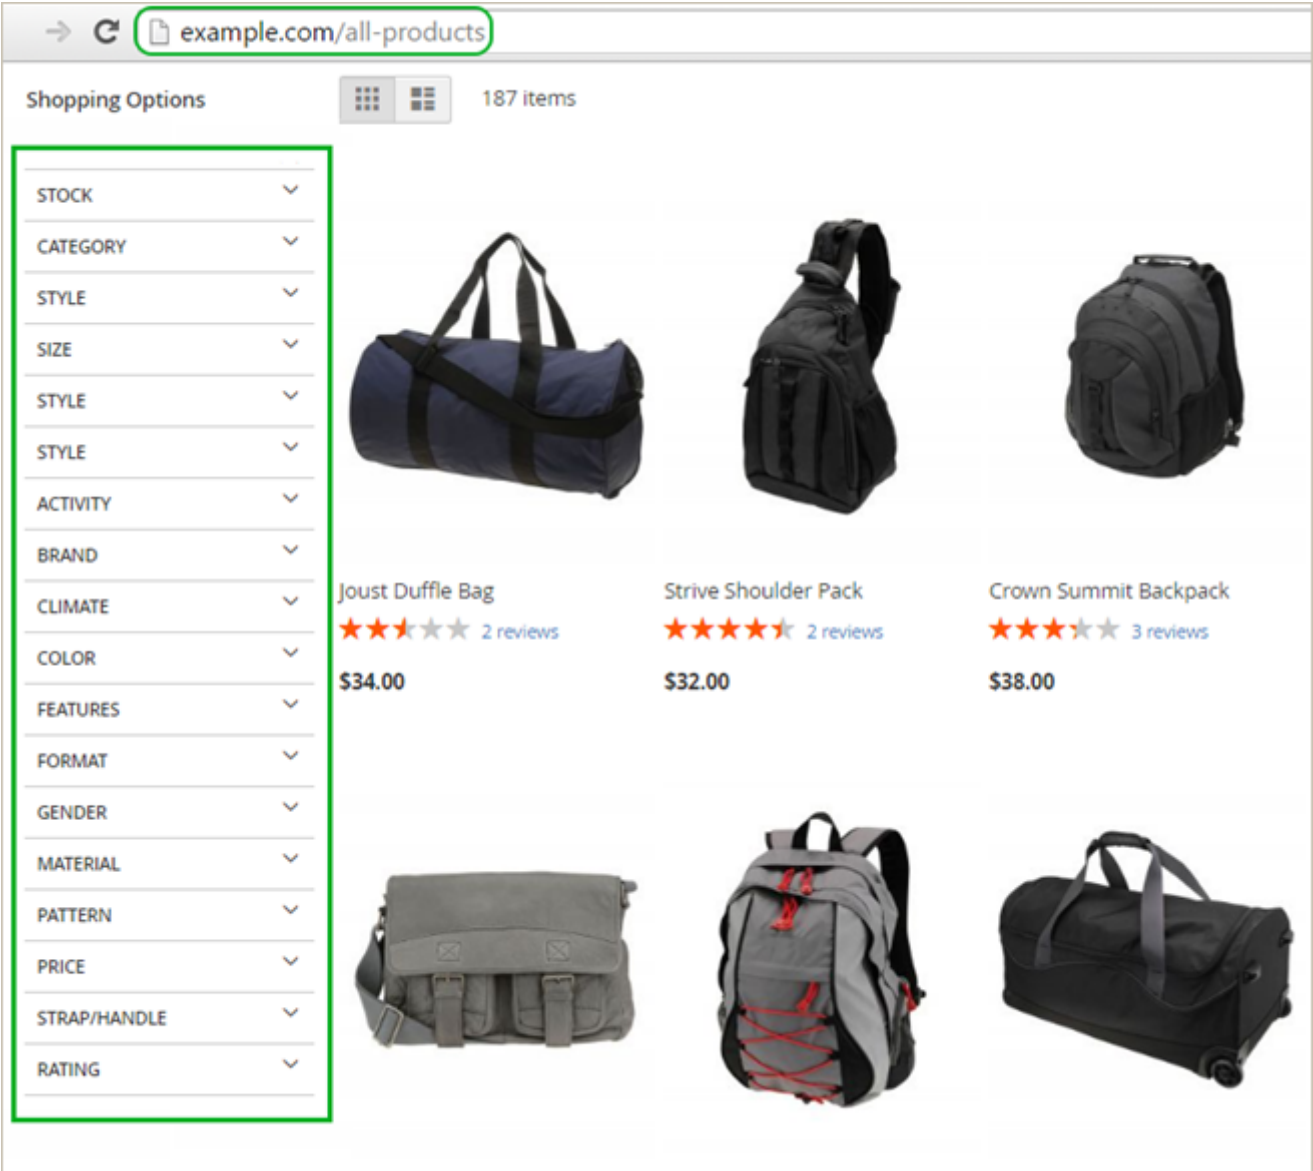 example.com/all-products
Shopping Options
187 items
STOCK
CATEGORY
STYLE
SIZE
STYLE
STYLE
ACTIVITY
BRAND
CLIMATE
COLOR
FEATURES
FORMAT
GENDER
MATERIAL
PATTERN
PRICE
STRAP/HANDLE
RATING
Joust Duffle Bag
2 reviews
$34.00
Strive Shoulder Pack
2 reviews
$32.00
Crown Summit Backpack
3 reviews
$38.00